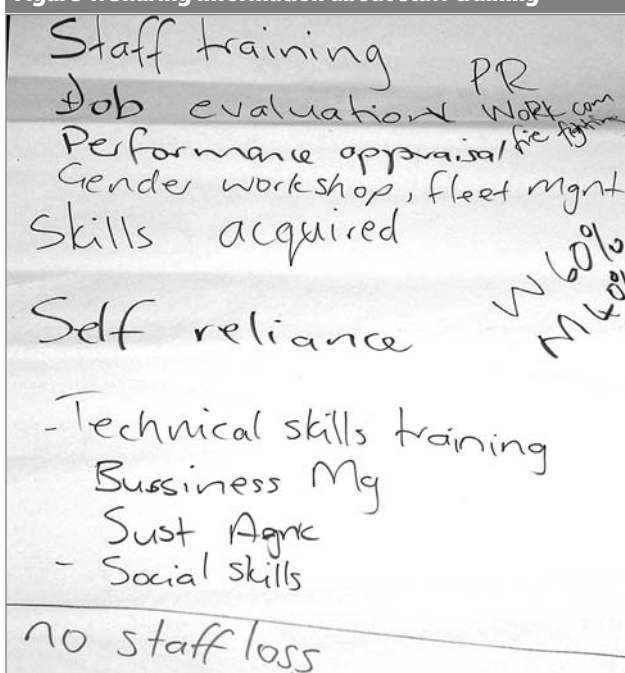 Staff training
PR
Job evaluation Work com
Performance appraisal fire fighting
Gender workshop, fleet mgnt
Skills acquired
W 60%
M 40%
Self reliance
- Technical skills training
Bussiness Mg
Sust Agric
- Social skills
no staff loss